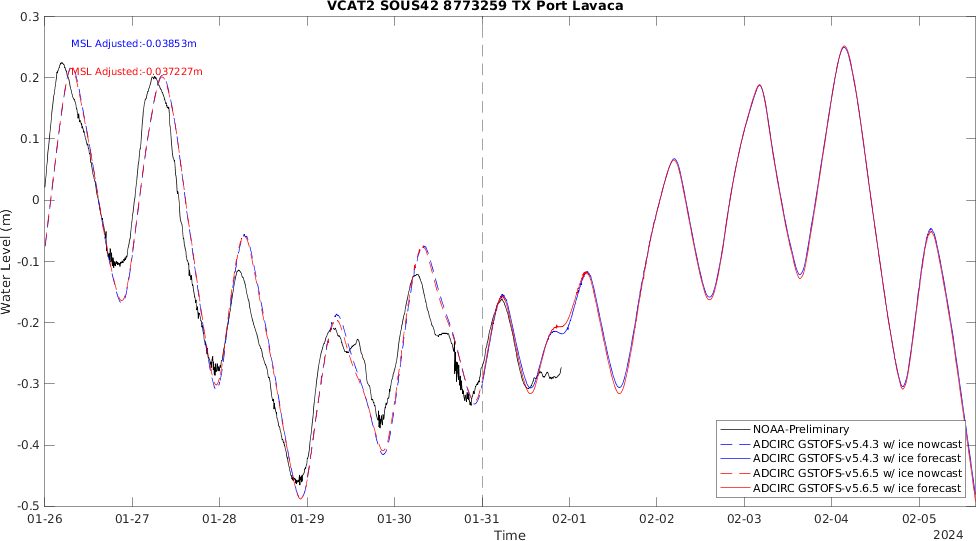 VCAT2 SOUS42 8773259 TX Port Lavaca
0.3
MSL Adjusted:-0.03853m
MSL Adjusted:-0.037227m
0.2
0.1
0
-0.1
-0.2
-0.3
-0.4
-0.5
Water Level (m)
NOAA-Preliminary
ADCIRC GSTOFS-v5.4.3 w/ ice nowcast
ADCIRC GSTOFS-v5.4.3 w/ ice forecast
ADCIRC GSTOFS-v5.6.5 w/ ice nowcast
ADCIRC GSTOFS-v5.6.5 w/ ice forecast
01-26 01-27 01-28 01-29 01-30 01-31 02-01 02-02 02-03 02-04 02-05
Time
2024